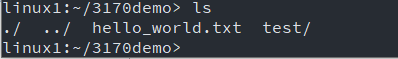 linux1:~/3170demo> ls
./  ../  hello_world.txt  test/
linux1:~/3170demo>